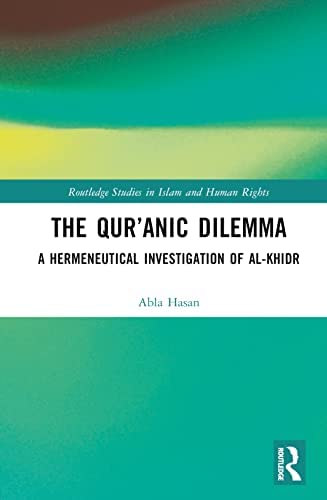 Routledge Studies in Islam and Human Rights
THE QUR’ANIC DILEMMA
A HERMENEUTICAL INVESTIGATION OF AL-KHIDR
Abla Hasan
ROUTLEDGE